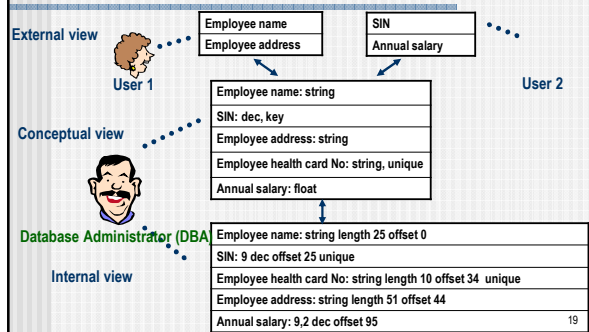 External view
Employee name
Employee address
SIN
Annual salary
User 1
User 2
Employee name: string
SIN: dec, key
Employee address: string
Employee health card No: string, unique
Annual salary: float
Conceptual view
Database Administrator (DBA)
Internal view
Employee name: string length 25 offset 0
SIN: 9 dec offset 25 unique
Employee health card No: string length 10 offset 34 unique
Employee address: string length 51 offset 44
Annual salary: 9,2 dec offset 95
19